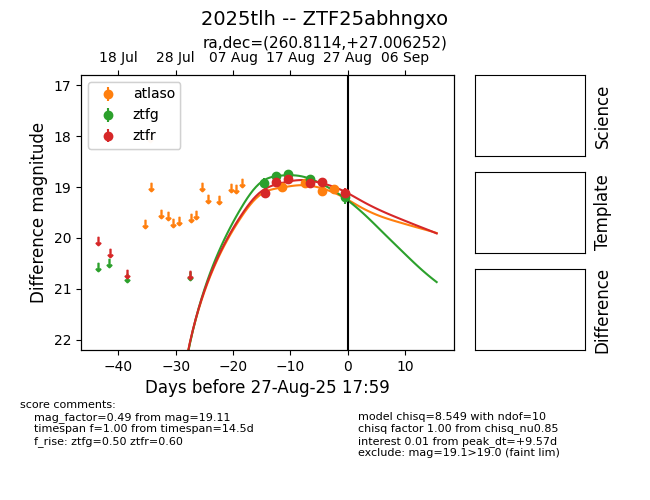 2025tlh -- ZTF25abhngxo
ra,dec=(260.8114,+27.006252)
18 Jul 28 Jul 07 Aug 17 Aug 27 Aug 06 Sep
17
18
19
20
21
22
Difference magnitude
atlaso
ztfg
ztfr
−40 −30 −20 −10 0 10
Days before 27-Aug-25 17:59
Science
Template
Difference
score comments:
mag_factor=0.49 from mag=19.11
timespan f=1.00 from timespan=14.5d
f_rise: ztfg=0.50 ztfr=0.60
model chisq=8.549 with ndof=10
chisq factor 1.00 from chisq_nu0.85
interest 0.01 from peak_dt=+9.57d
exclude: mag=19.1>19.0 (faint lim)